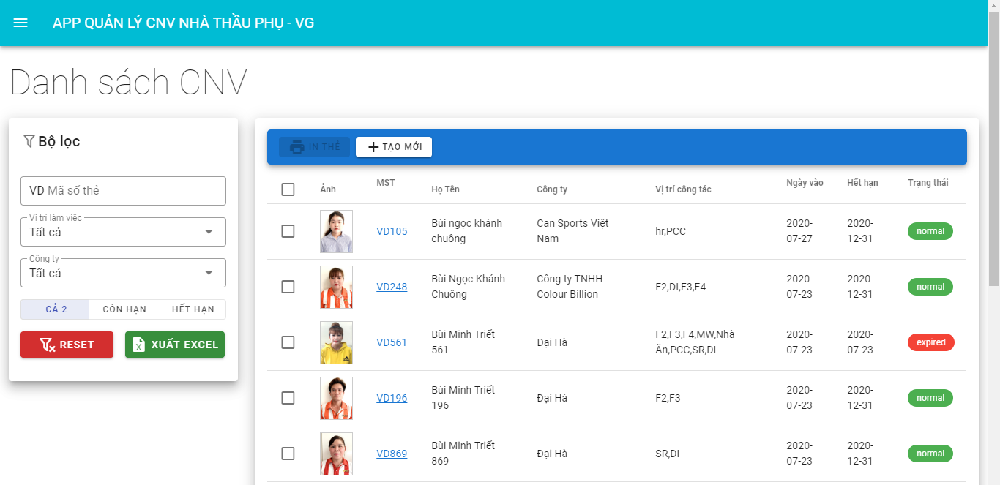 APP QUẢN LÝ CNV NHÀ THẦU PHỤ - VG
Danh sách CNV
Bộ lọc
VD Mã số thẻ
Vị trí làm việc
Tất cả
Công ty
Tất cả
CẢ 2 CÒN HẠN HẾT HẠN
RESET XUẤT EXCEL
IN THẺ TẠO MỚI
Ảnh MST Họ Tên Công ty Vị trí công tác Ngày vào Hết hạn Trạng thái
VD105 Bùi ngọc khánh chuông Can Sports Việt Nam hr,PCC 2020-07-27 2020-12-31 normal
VD248 Bùi Ngọc Khánh Chuông Công ty TNHH Colour Billion F2,DI,F3,F4 2020-07-23 2020-12-31 normal
VD561 Bùi Minh Triết 561 Đại Hà F2,F3,F4,MW,Nhà Ăn,PCC,SR,DI 2020-07-23 2020-07-23 expired
VD196 Bùi Minh Triết 196 Đại Hà F2,F3 2020-07-23 2020-12-31 normal
VD869 Bùi Minh Triết 869 Đại Hà SR,DI 2020-07-23 2020-12-31 normal